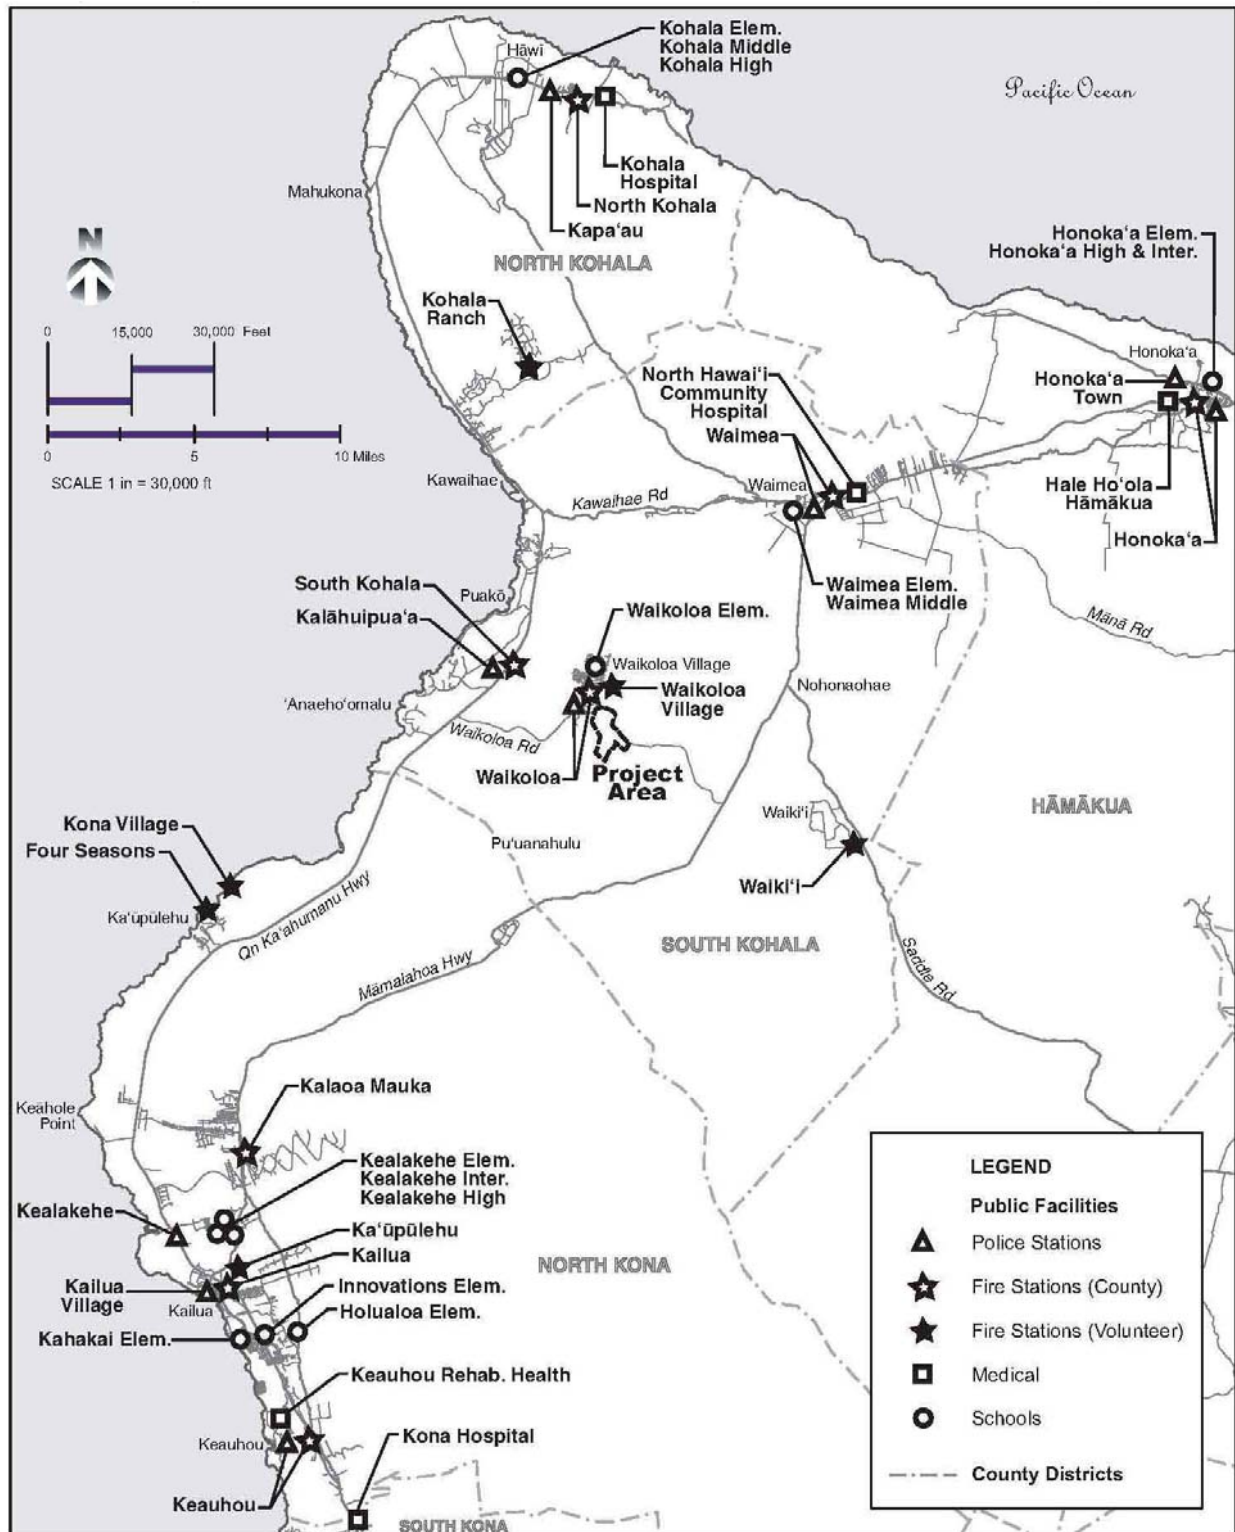 Kohala Elem.
Kohala Middle
Kohala High
Hāwi
Pacific Ocean
Kohala
Hospital
North Kohala
Kapa‘au
Mahukona
NORTH KOHALA
Honoka‘a Elem.
Honoka‘a High & Inter.
N
0 15,000 30,000 Feet
0 5 10 Miles
SCALE 1 in = 30,000 ft
Kohala
Ranch
Honoka‘a
North Hawai‘i
Community
Hospital
Waimea
Honoka‘a
Town
Kawaihae
Kawaihae Rd
Waimea
Hale Ho‘ola
Hāmākua
Honoka‘a
South Kohala
Kalāhuipua‘a
Puakō
Waimea Elem.
Waimea Middle
Mānā Rd
Waikoloa Elem.
Waikoloa Village
Waikoloa
Village
Nohonaohae
‘Anaeho‘omalu
Waikoloa Rd
Waikoloa
Project
Area
HĀMĀKUA
Kona Village
Four Seasons
Pu‘uanahulu
Waiki‘i
Waiki‘i
Ka‘ūpūlehu
Qn Ka‘ahumanu Hwy
SOUTH KOHALA
Māmalahoa Hwy
Saddle Rd
Kalaoa Mauka
Keāhole
Point
Kealakehe Elem.
Kealakehe Inter.
Kealakehe High
Kealakehe
Ka‘ūpūlehu
Kailua
NORTH KONA
Kailua
Village
Kailua
Innovations Elem.
Holualoa Elem.
Kahakai Elem.
Keauhou Rehab. Health
Keauhou
Kona Hospital
Keauhou
SOUTH KONA
LEGEND
Public Facilities
Police Stations
Fire Stations (County)
Fire Stations (Volunteer)
Medical
Schools
County Districts